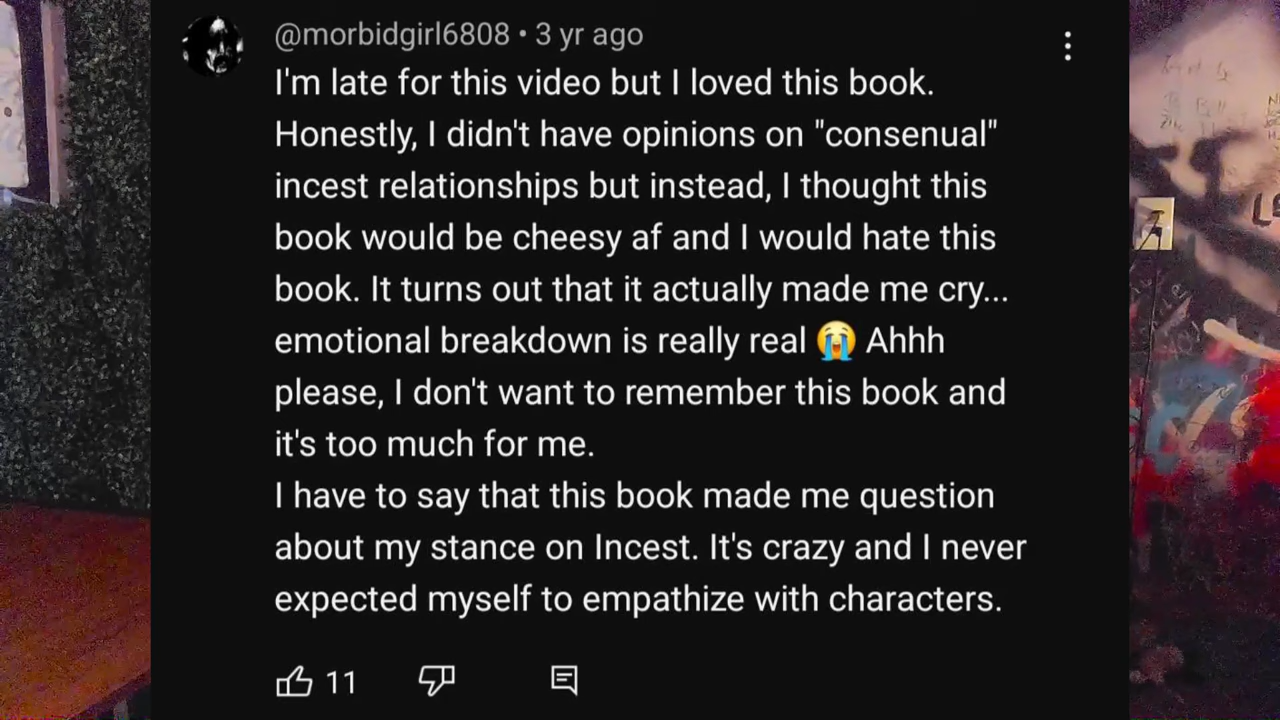 @morbidgirl6808 • 3 yr ago
I'm late for this video but I loved this book.
Honestly, I didn't have opinions on "consenual"
incest relationships but instead, I thought this
book would be cheesy af and I would hate this
book. It turns out that it actually made me cry...
emotional breakdown is really real 😭 Ahhh
please, I don't want to remember this book and
it's too much for me.
I have to say that this book made me question
about my stance on Incest. It's crazy and I never
expected myself to empathize with characters.
11